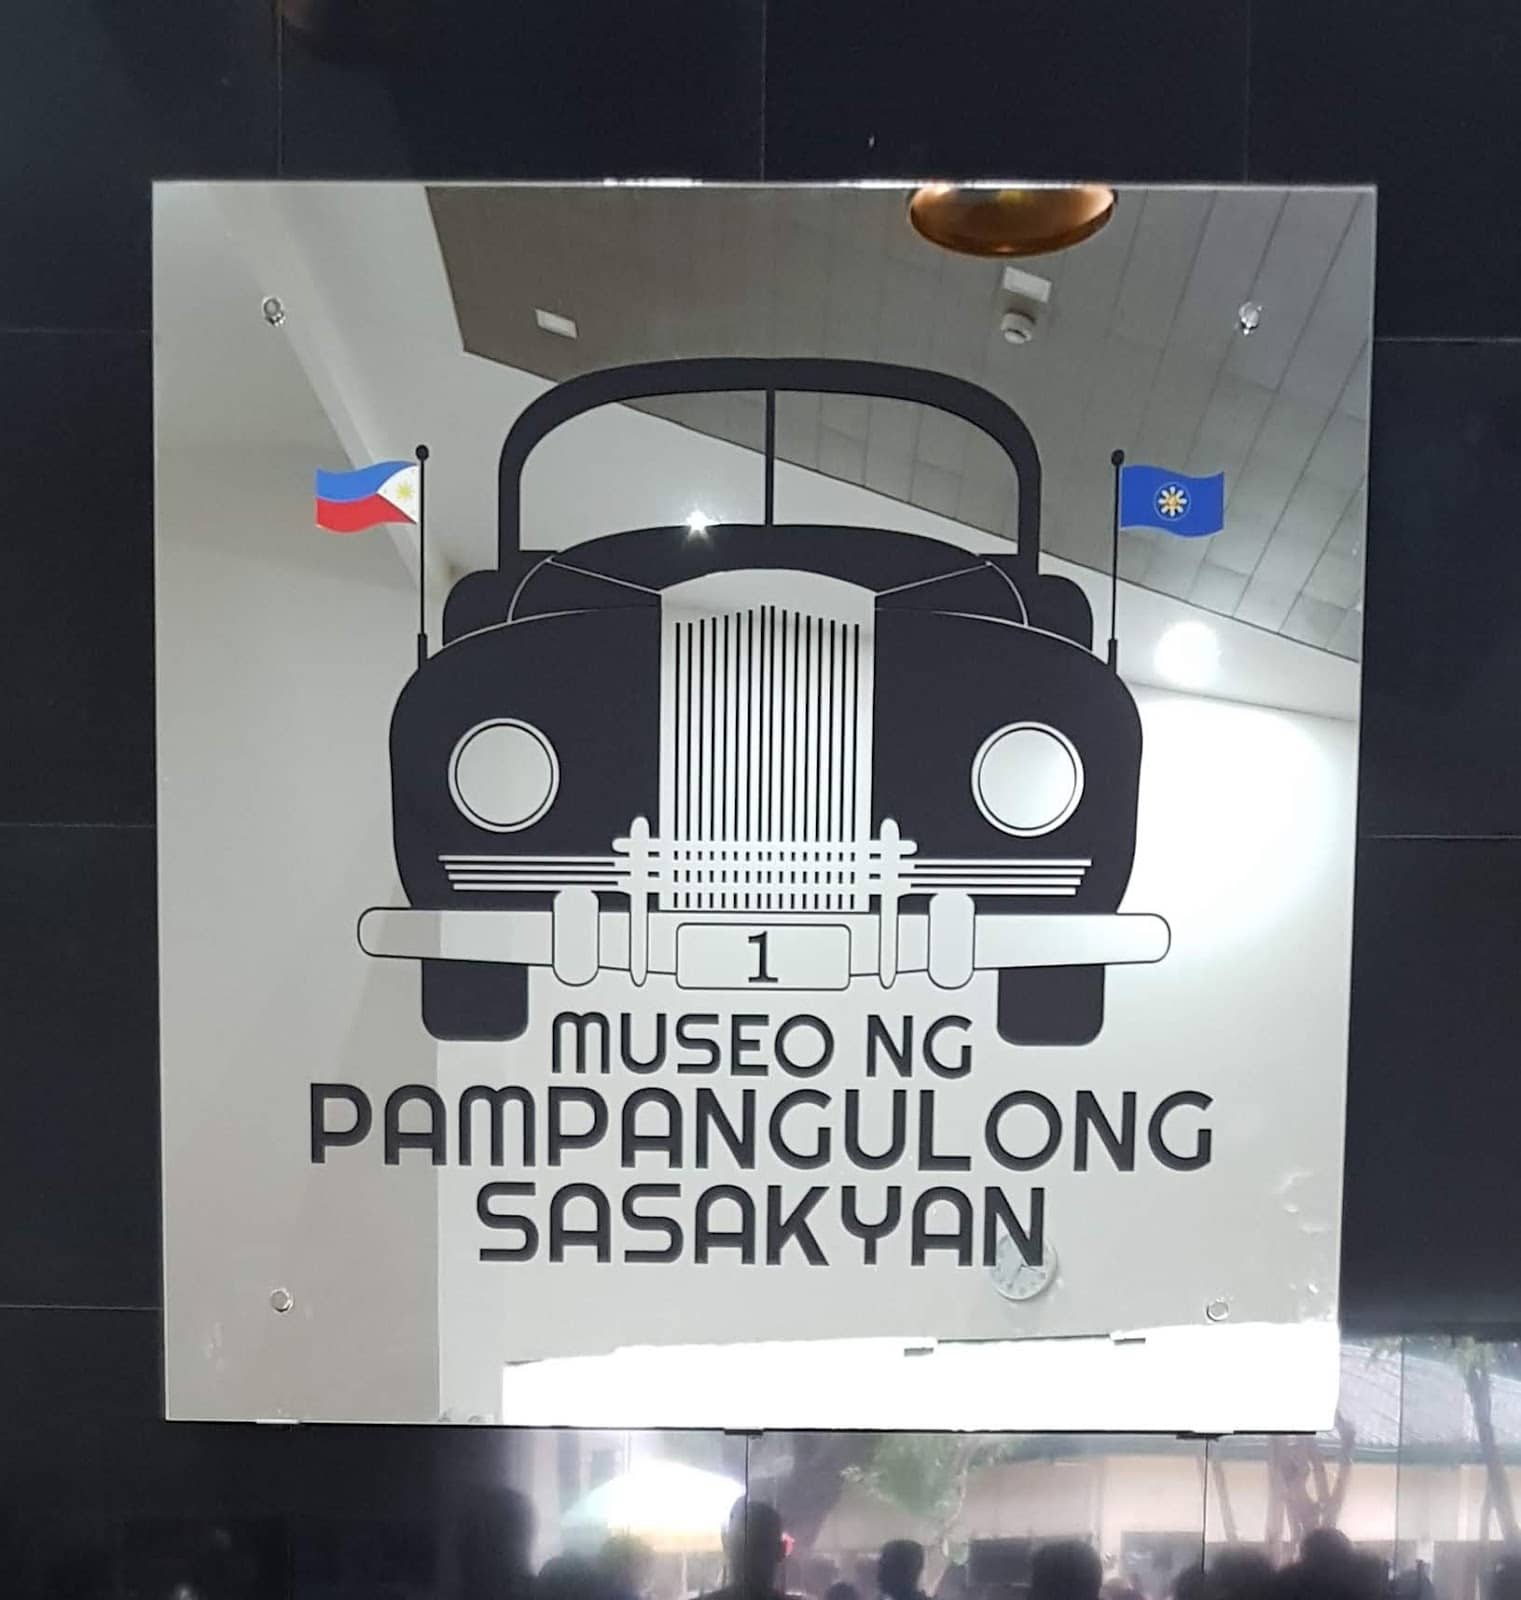 1
MUSEO NG
PAMPANGULONG
SASAKYAN